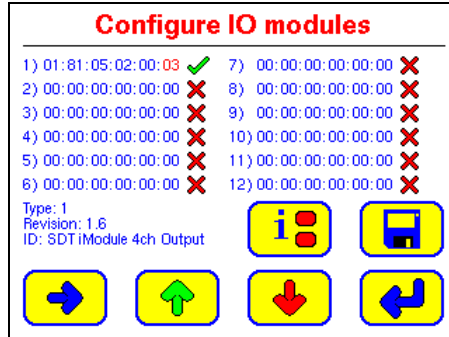 Configure IO modules
1) 01:81:05:02:00:03
2) 00:00:00:00:00:00
3) 00:00:00:00:00:00
4) 00:00:00:00:00:00
5) 00:00:00:00:00:00
6) 00:00:00:00:00:00
7) 00:00:00:00:00:00
8) 00:00:00:00:00:00
9) 00:00:00:00:00:00
10) 00:00:00:00:00:00
11) 00:00:00:00:00:00
12) 00:00:00:00:00:00
Type: 1
Revision: 1.6
ID: SDT iModule 4ch Output
i